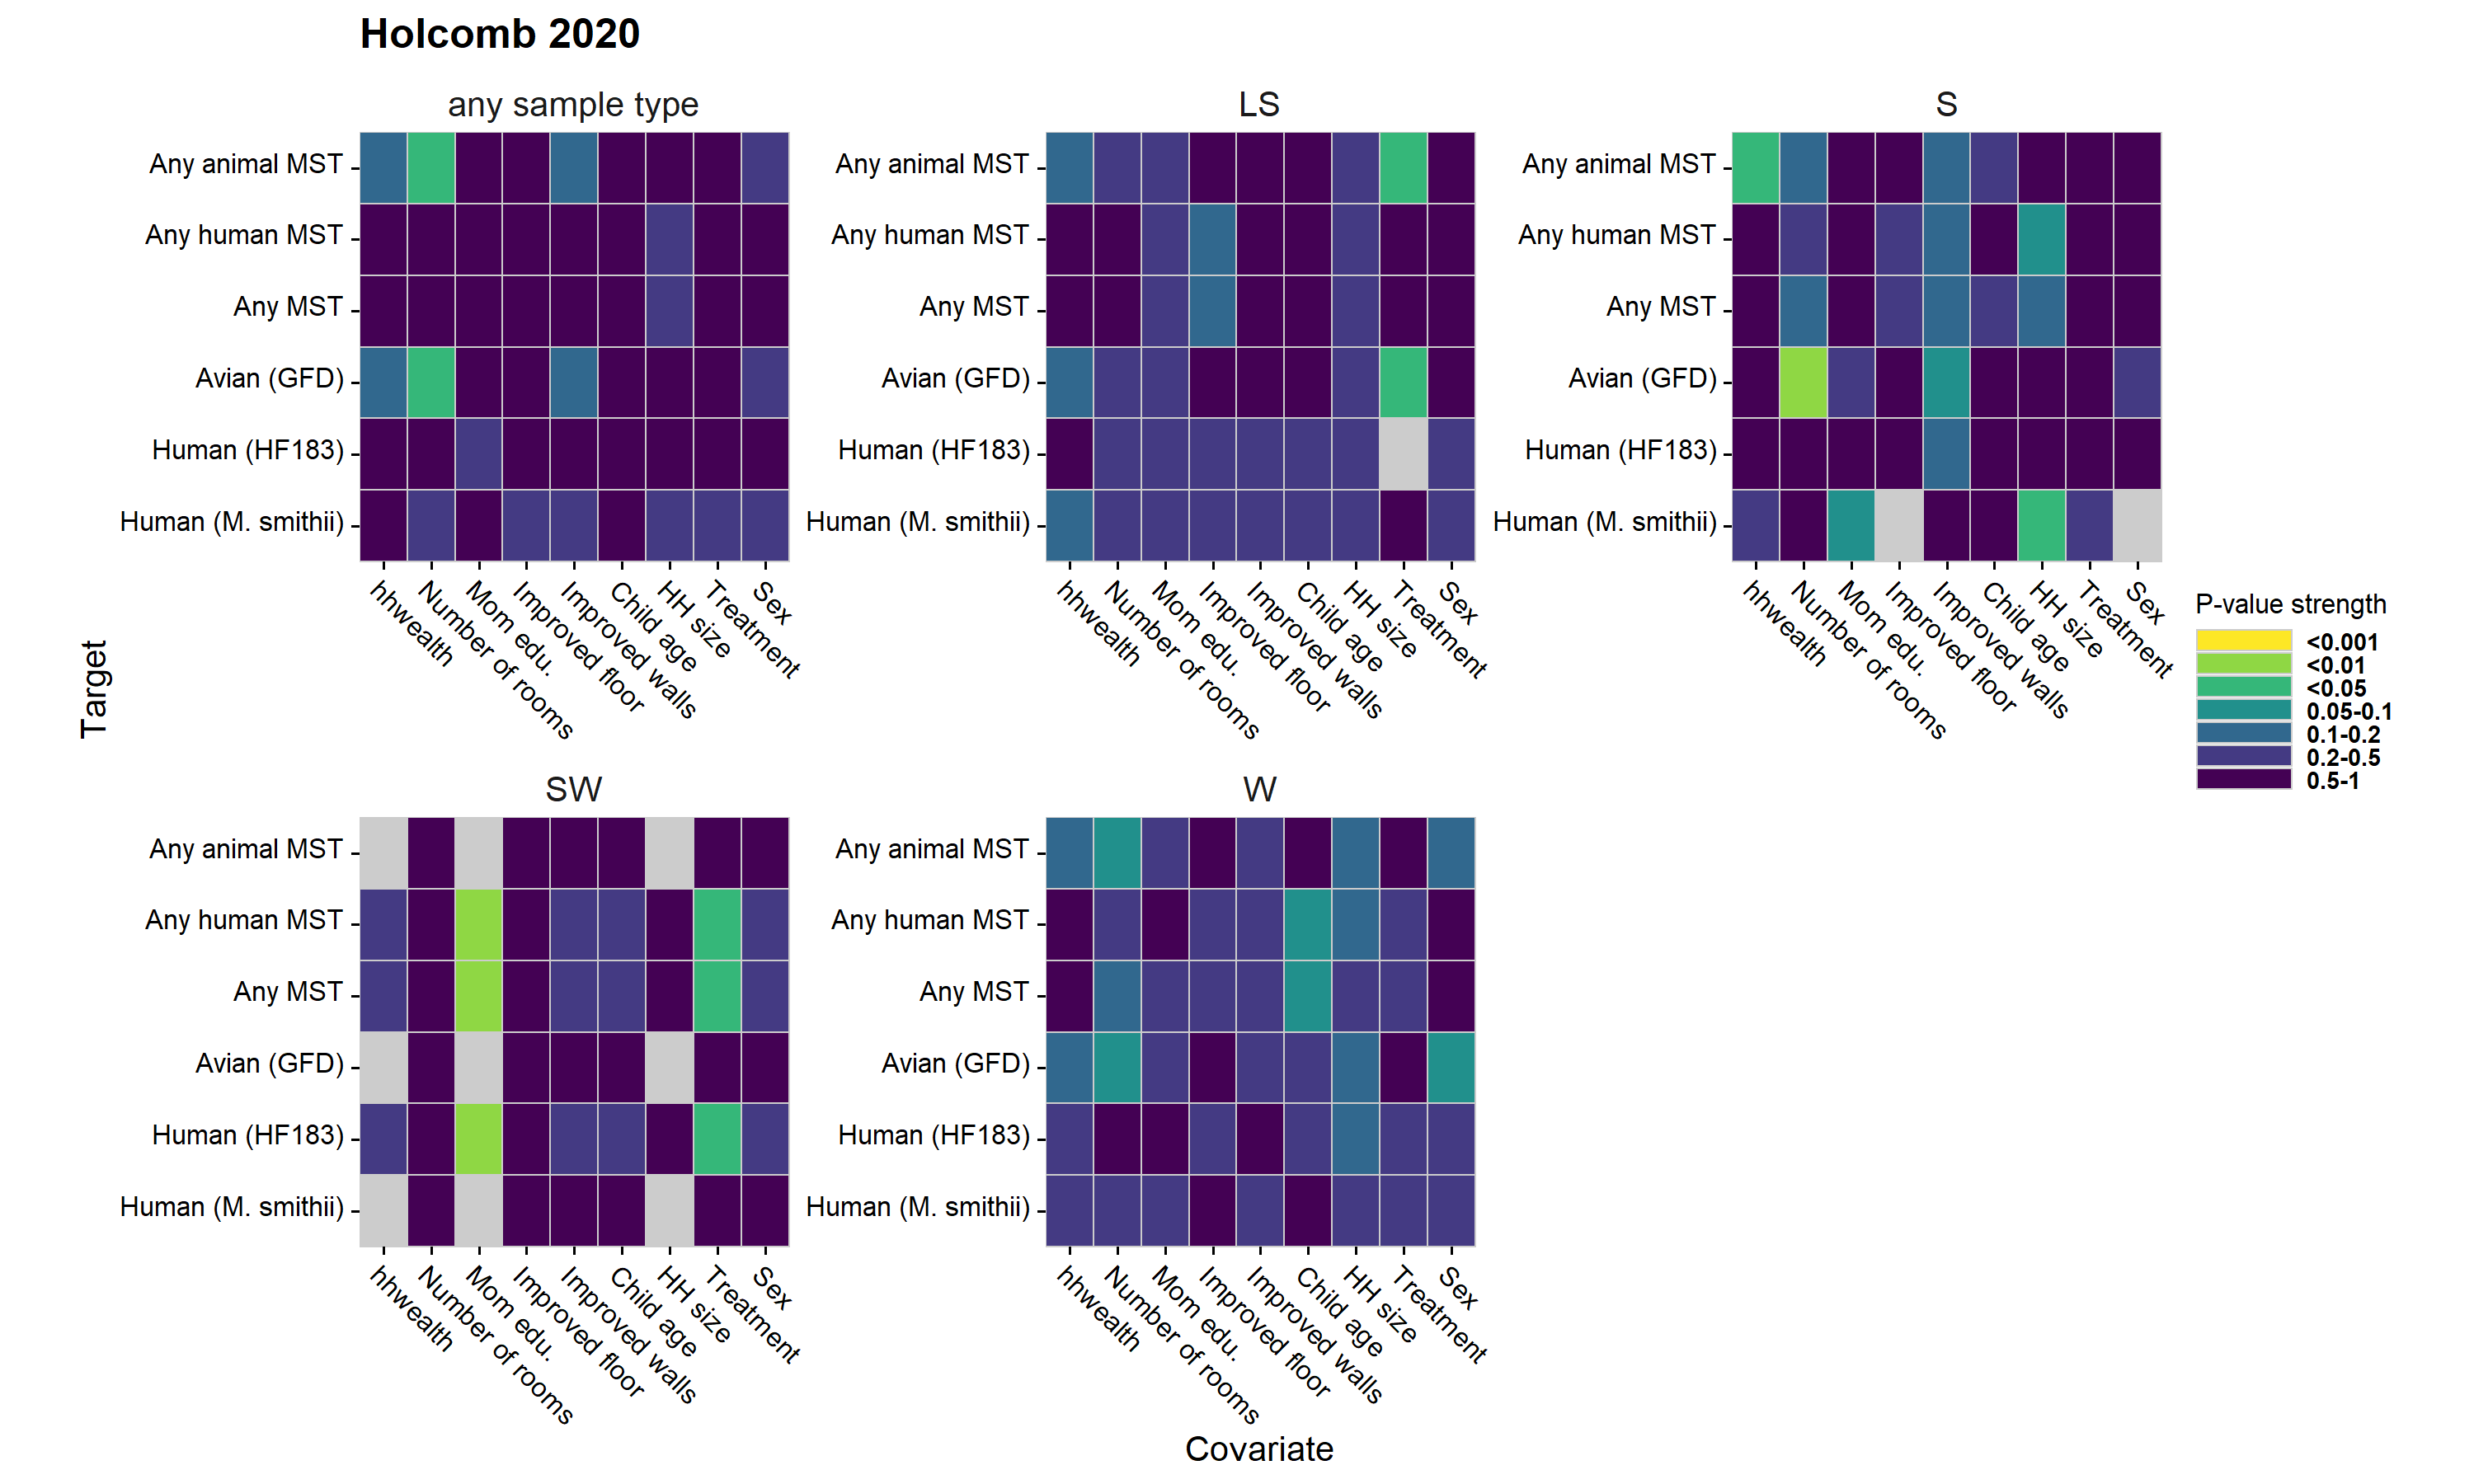 Holcomb 2020
any sample type
Any animal MST
Any human MST
Any MST
Avian (GFD)
Human (HF183)
Human (M. smithii)
hhwealth
Number of rooms
Mom edu.
Improved floor
Improved walls
Child age
HH size
Treatment
Sex
LS
Any animal MST
Any human MST
Any MST
Avian (GFD)
Human (HF183)
Human (M. smithii)
hhwealth
Number of rooms
Mom edu.
Improved floor
Improved walls
Child age
HH size
Treatment
Sex
S
Any animal MST
Any human MST
Any MST
Avian (GFD)
Human (HF183)
Human (M. smithii)
hhwealth
Number of rooms
Mom edu.
Improved floor
Improved walls
Child age
HH size
Treatment
Sex
P-value strength
<0.001
<0.01
<0.05
0.05-0.1
0.1-0.2
0.2-0.5
0.5-1
Target
SW
Any animal MST
Any human MST
Any MST
Avian (GFD)
Human (HF183)
Human (M. smithii)
hhwealth
Number of rooms
Mom edu.
Improved floor
Improved walls
Child age
HH size
Treatment
Sex
W
Any animal MST
Any human MST
Any MST
Avian (GFD)
Human (HF183)
Human (M. smithii)
hhwealth
Number of rooms
Mom edu.
Improved floor
Improved walls
Child age
HH size
Treatment
Sex
Covariate